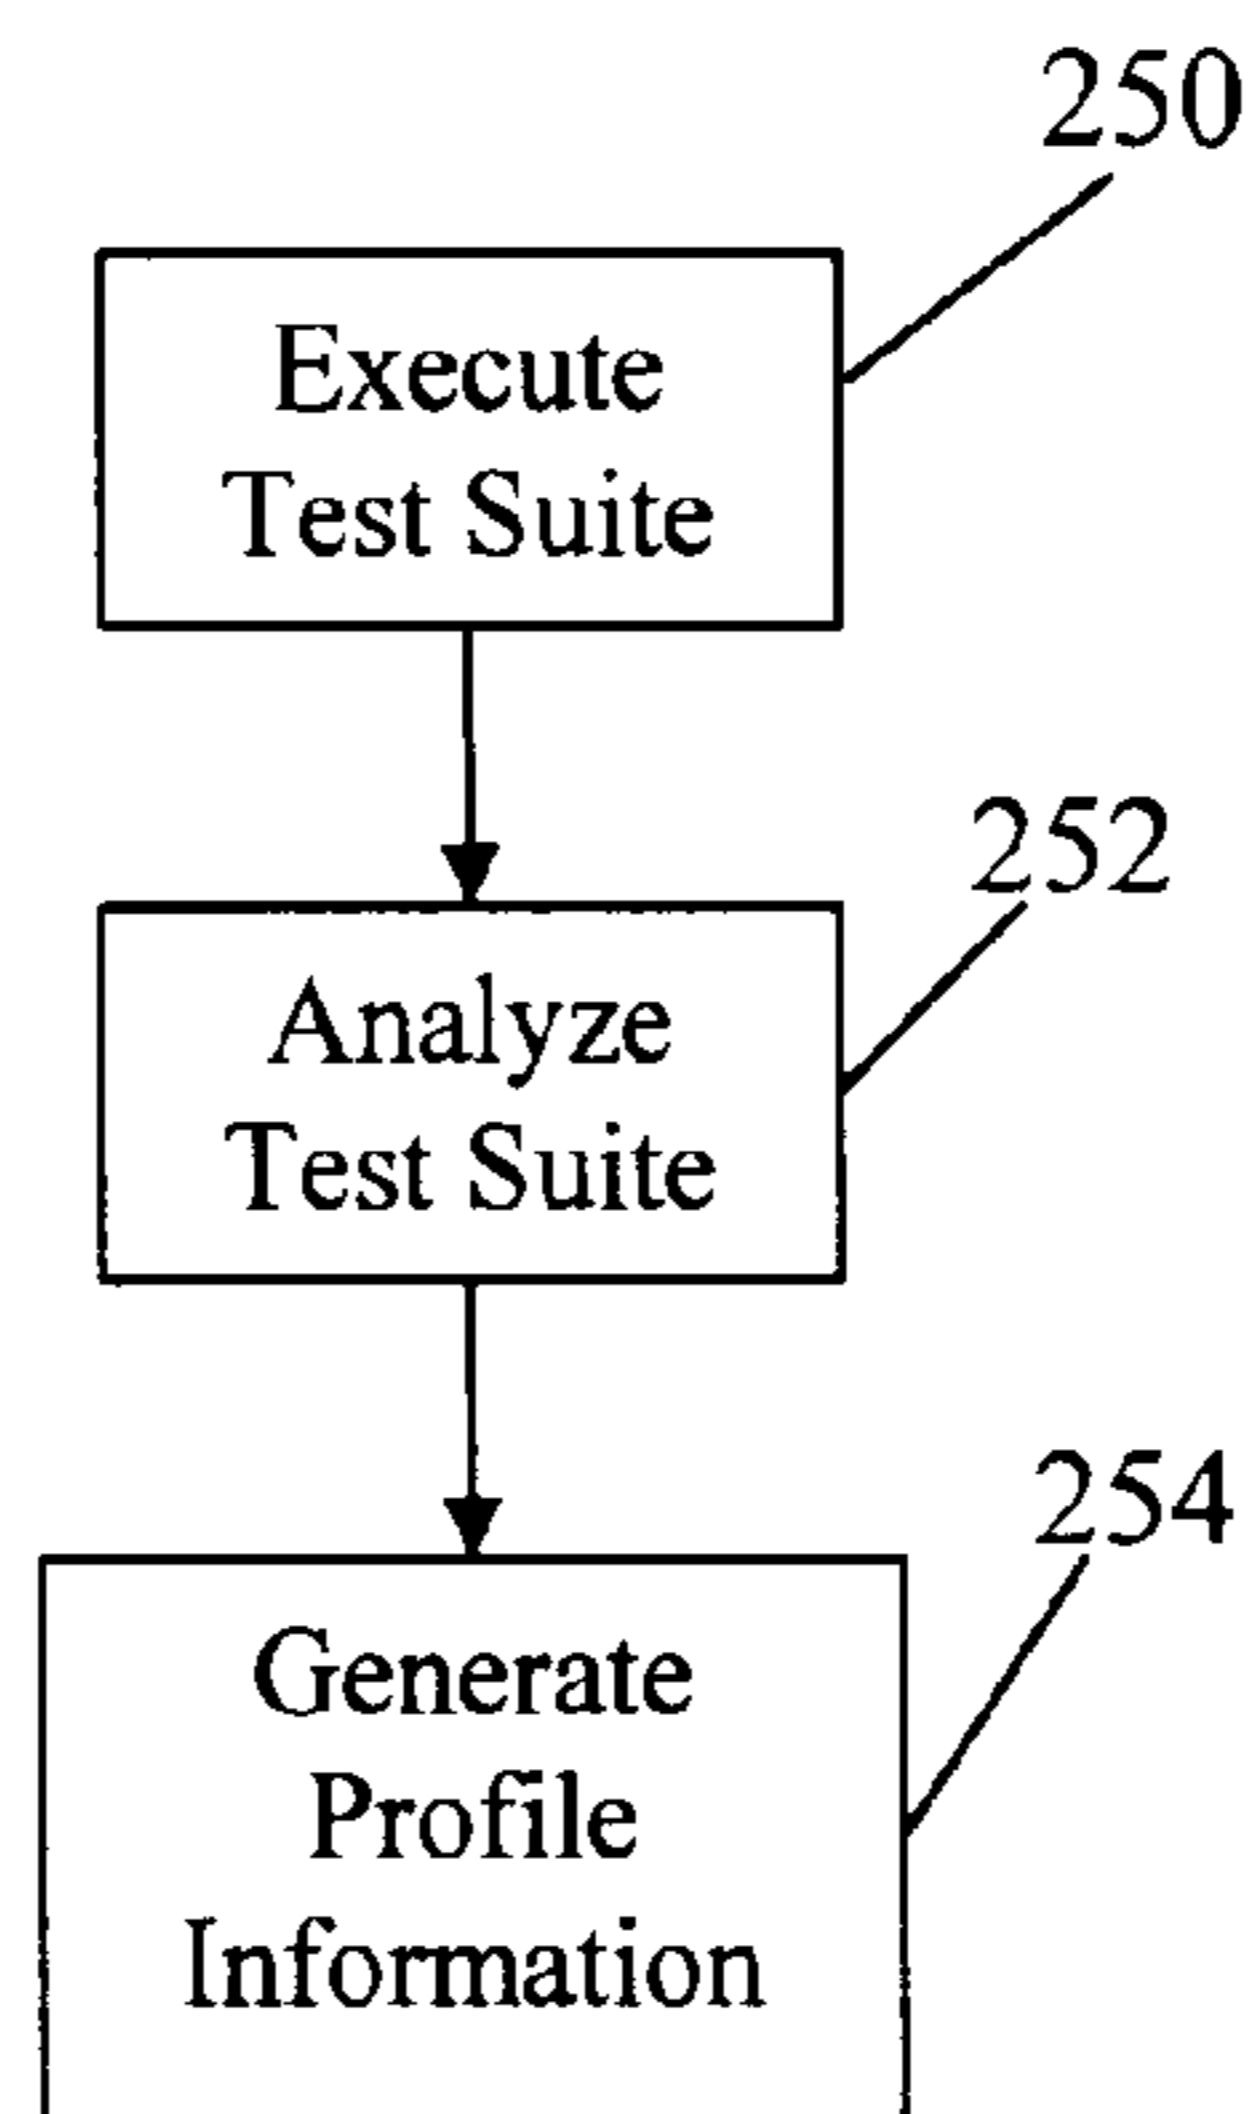 250
Execute
Test Suite
252
Analyze
Test Suite
254
Generate
Profile
Information